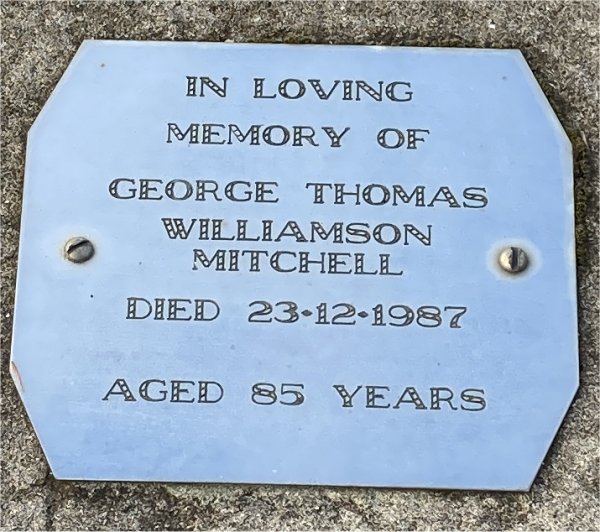 IN LOVING
MEMORY OF
GEORGE THOMAS
WILLIAMSON
MITCHELL
DIED 23·12·1987
AGED 85 YEARS